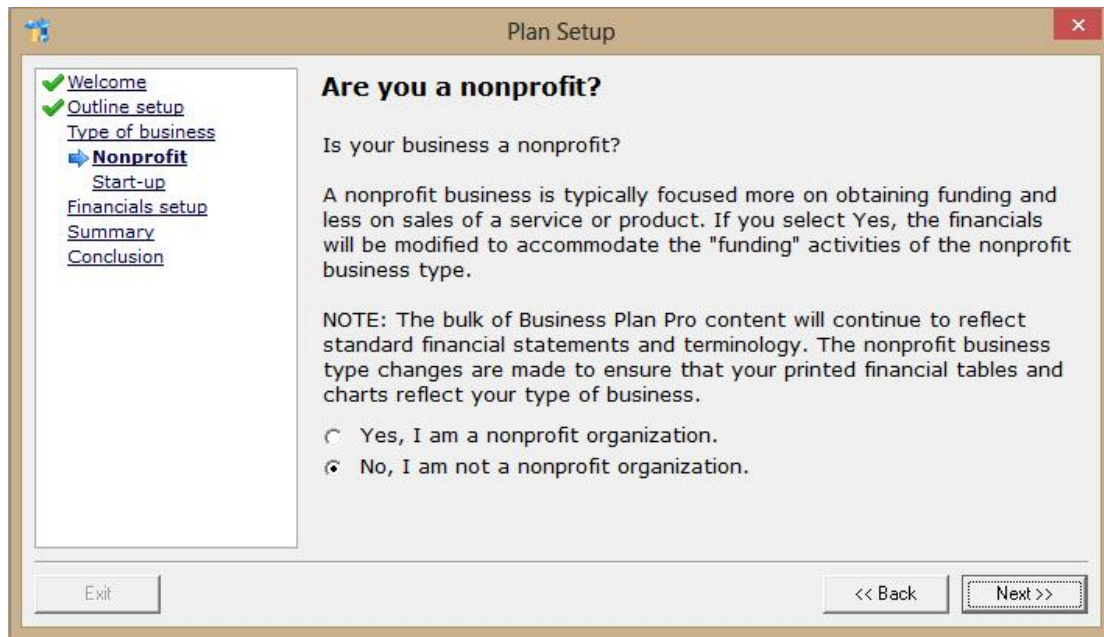 Plan Setup
Welcome
Outline setup
Type of business
Nonprofit
Start-up
Financials setup
Summary
Conclusion
Are you a nonprofit?
Is your business a nonprofit?
A nonprofit business is typically focused more on obtaining funding and
less on sales of a service or product. If you select Yes, the financials
will be modified to accommodate the "funding" activities of the nonprofit
business type.
NOTE: The bulk of Business Plan Pro content will continue to reflect
standard financial statements and terminology. The nonprofit business
type changes are made to ensure that your printed financial tables and
charts reflect your type of business.
Yes, I am a nonprofit organization.
No, I am not a nonprofit organization.
Exit
<< Back
Next >>